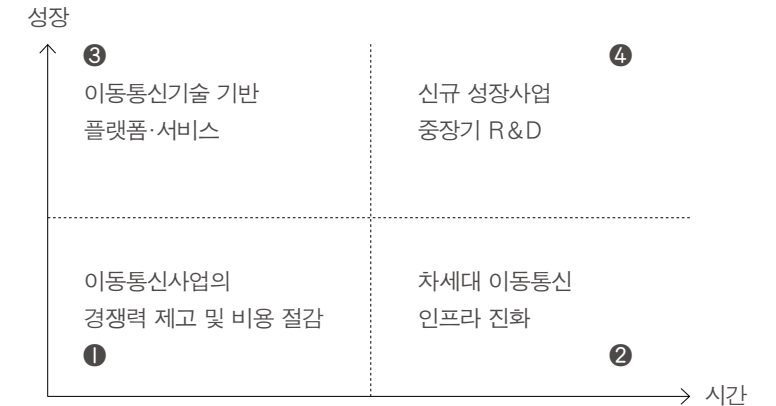 성장
❸
이동통신기술 기반
플랫폼·서비스
❹
신규 성장사업
중장기 R&D
이동통신사업의
경쟁력 제고 및 비용 절감
❶
차세대 이동통신
인프라 진화
❷
시간